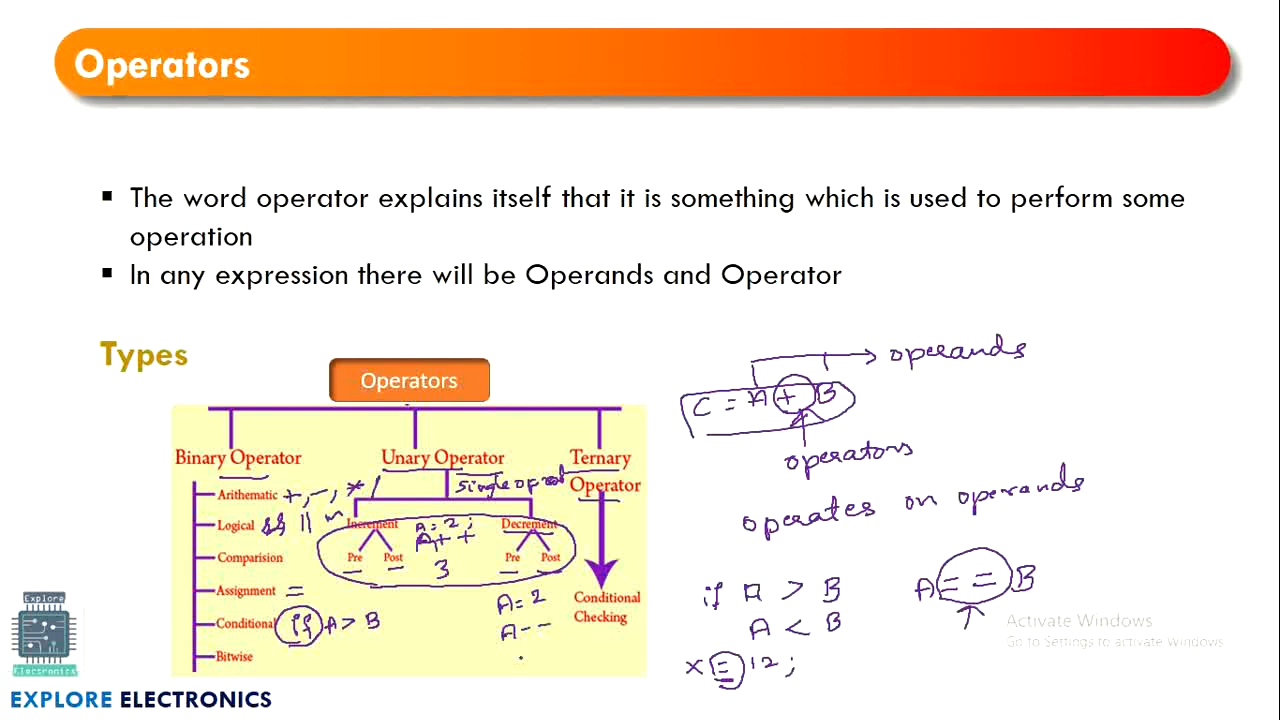 Operators
▪ The word operator explains itself that it is something which is used to perform some
operation
▪ In any expression there will be Operands and Operator
Types
Operators
Binary Operator
Arithematic +, -, * /
Logical && ||
Comparision
Assignment =
Conditional if A > B
Bitwise
Unary Operator
single
Increment
Pre Post
Decrement
Pre Post
A = 2;
A++
3
A = 2
A--
Ternary
Operator
Conditional
Checking
operands
C = A + B
operators
operates on operands
if A > B
A < B
x = 12;
A == B
Activate Windows
Go to Settings to activate Windows
Explore
Electronics
EXPLORE ELECTRONICS